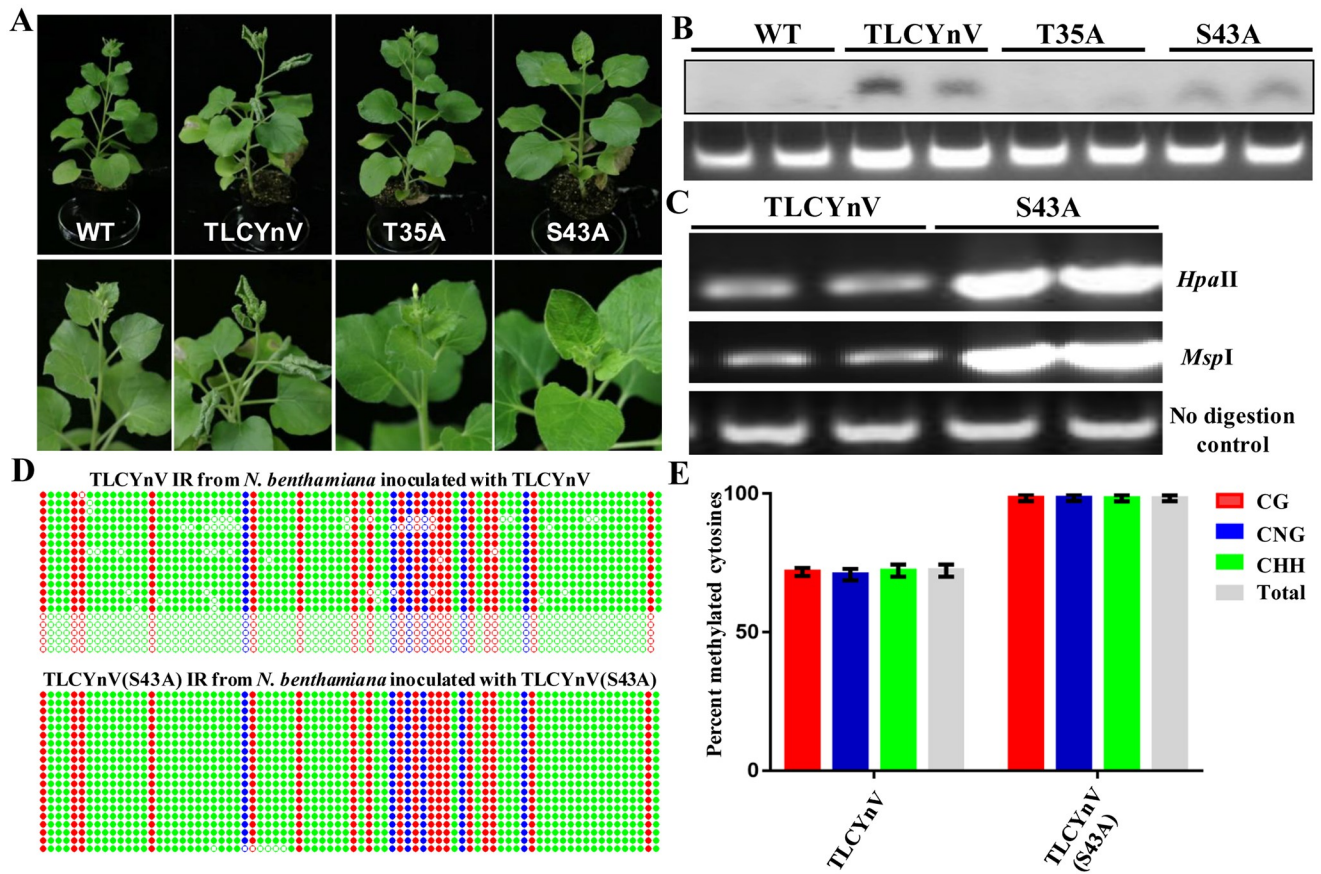 A
WT
TLCYnV
T35A
S43A
B
WT
TLCYnV
T35A
S43A
C
TLCYnV
S43A
HpaII
MspI
No digestion
control
D
TLCYnV IR from N. benthamiana inoculated with TLCYnV
TLCYnV(S43A) IR from N. benthamiana inoculated with TLCYnV(S43A)
E
Percent methylated cytosines
100
50
0
TLCYnV
TLCYnV
(S43A)
CG
CNG
CHH
Total